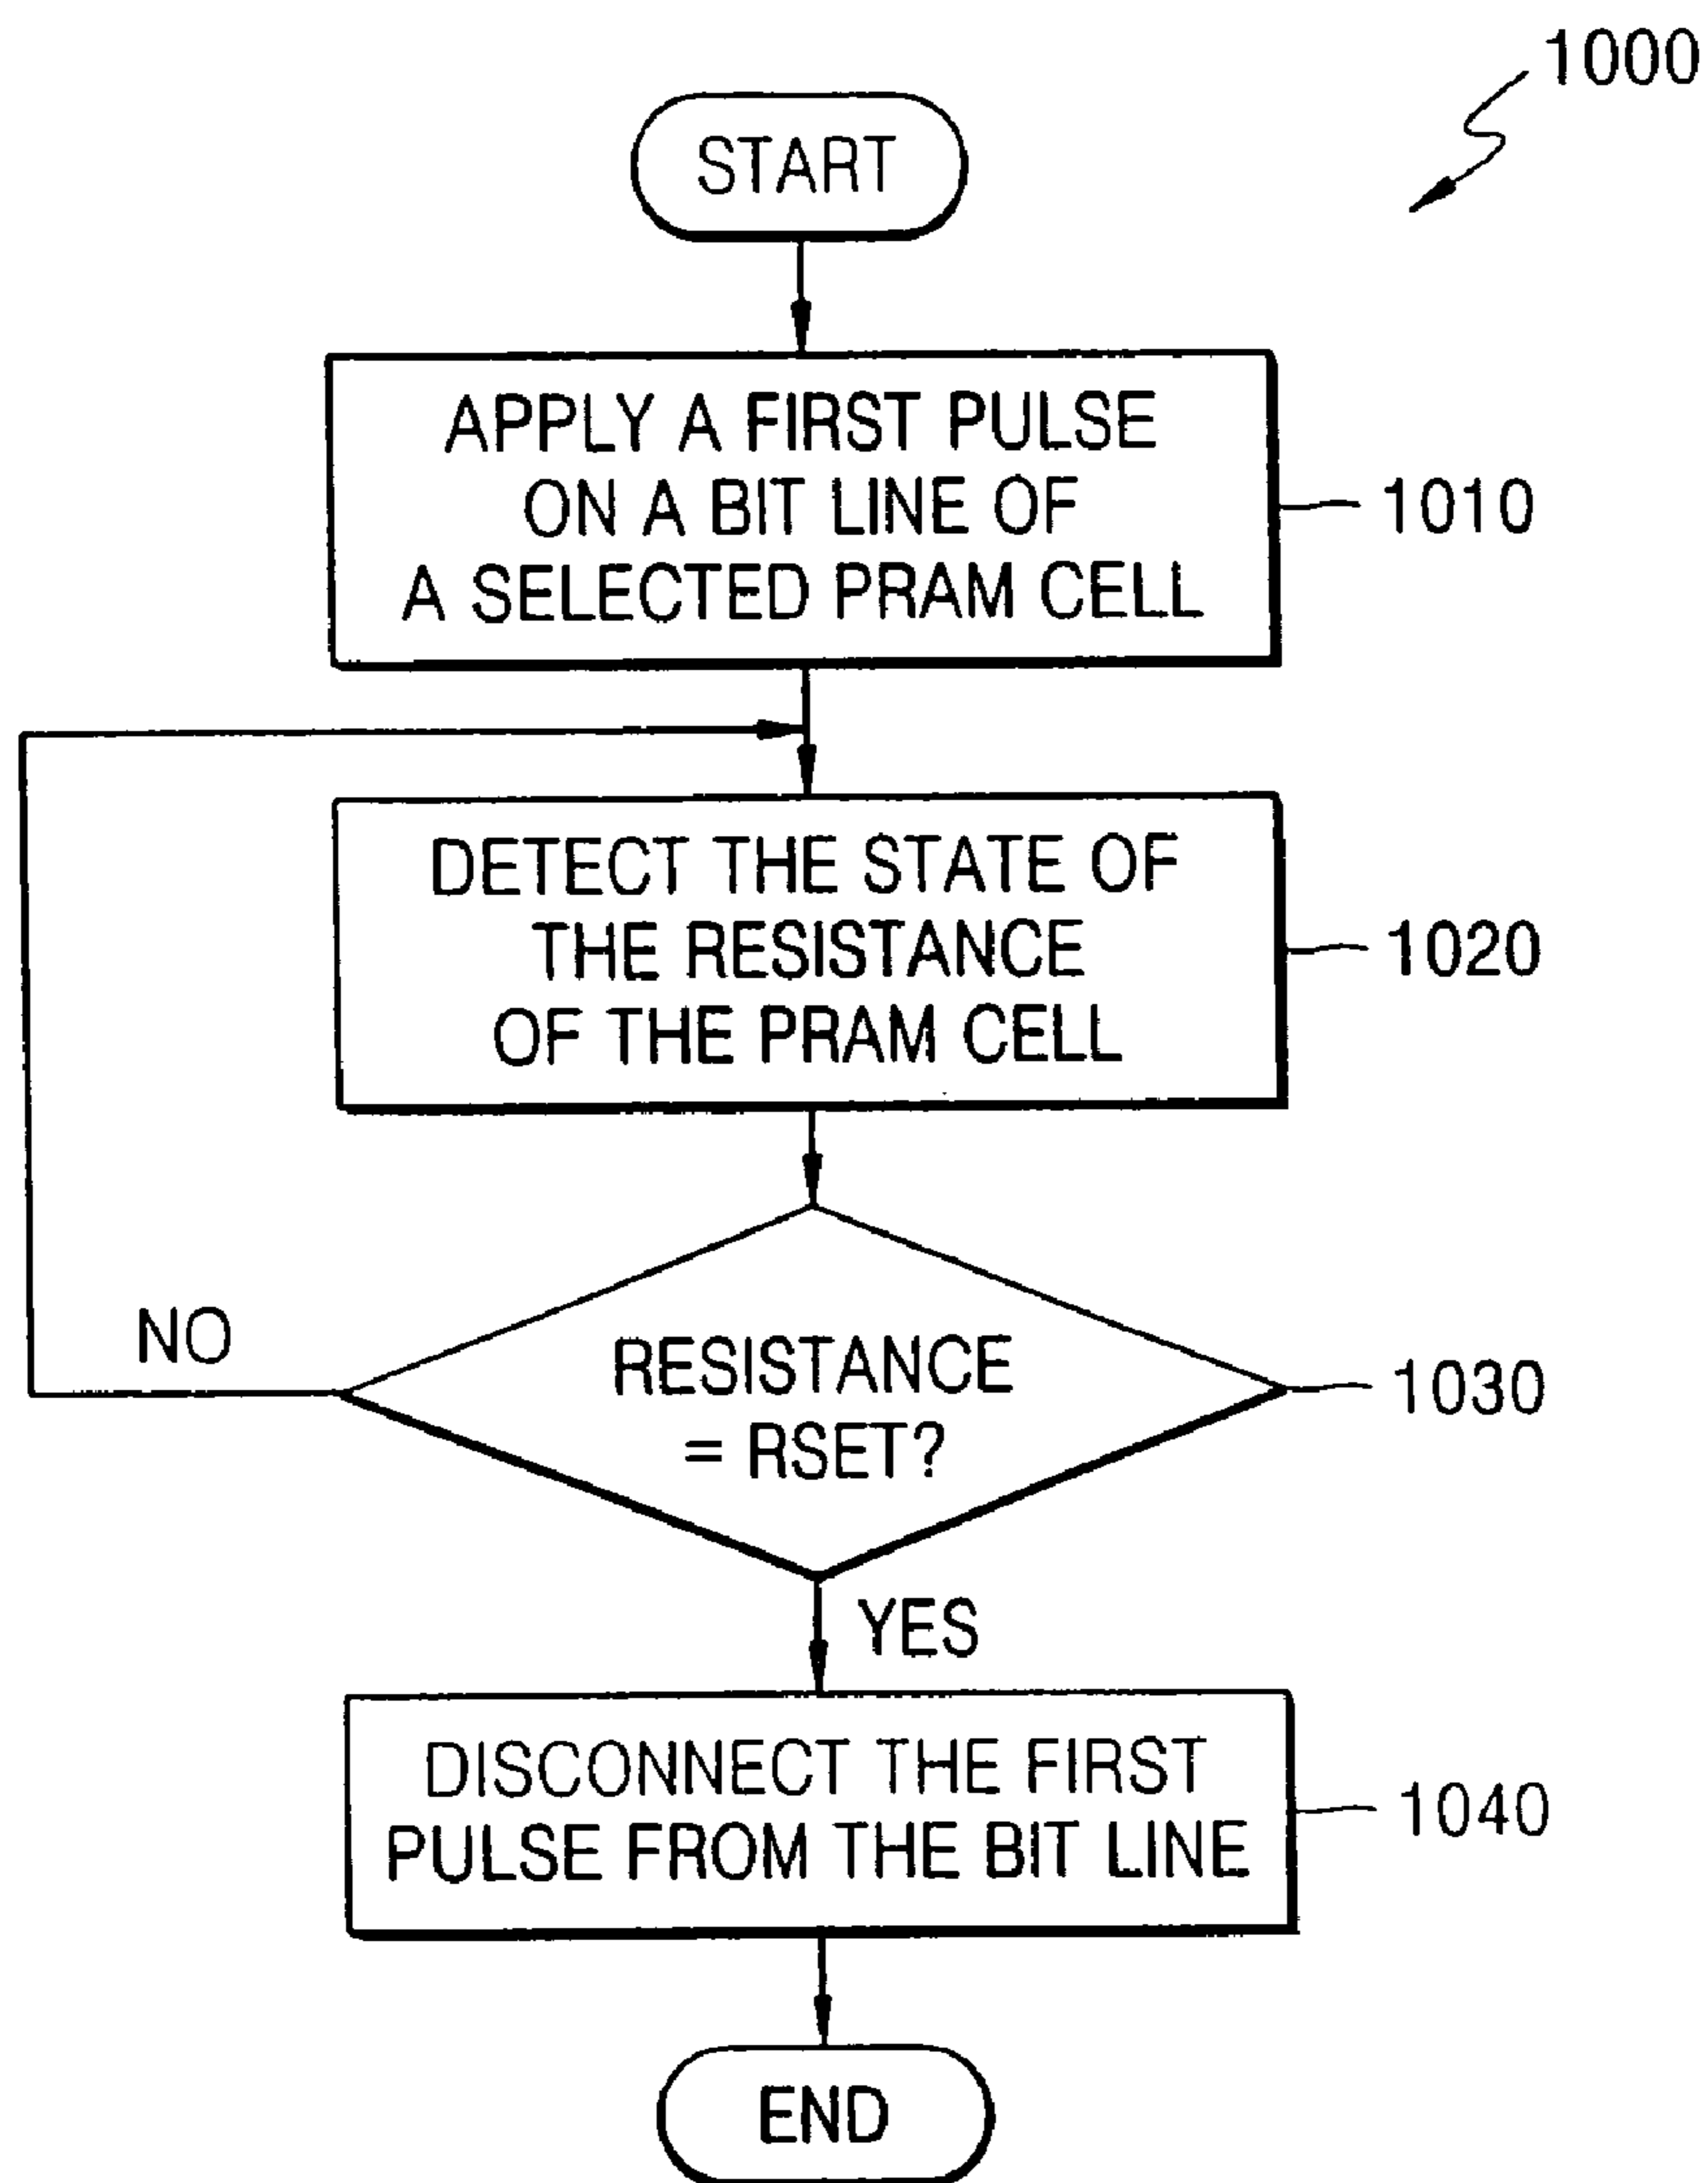 1000
START
APPLY A FIRST PULSE
ON A BIT LINE OF
A SELECTED PRAM CELL
1010
DETECT THE STATE OF
THE RESISTANCE
OF THE PRAM CELL
1020
NO
RESISTANCE
= RSET?
1030
YES
DISCONNECT THE FIRST
PULSE FROM THE BIT LINE
1040
END